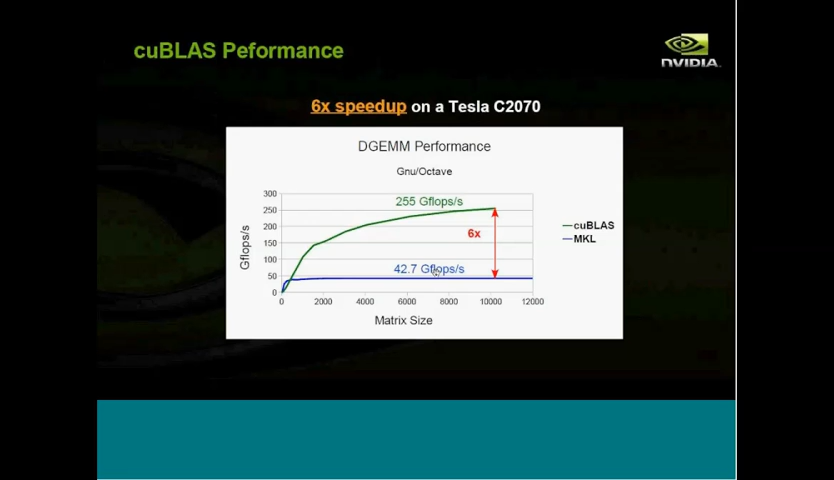 cuBLAS Peformance
NVIDIA.
6x speedup on a Tesla C2070
DGEMM Performance
Gnu/Octave
300
250
200
150
100
50
0
Gflops/s
255 Gflops/s
6x
42.7 Gflops/s
cuBLAS
MKL
0 2000 4000 6000 8000 10000 12000
Matrix Size